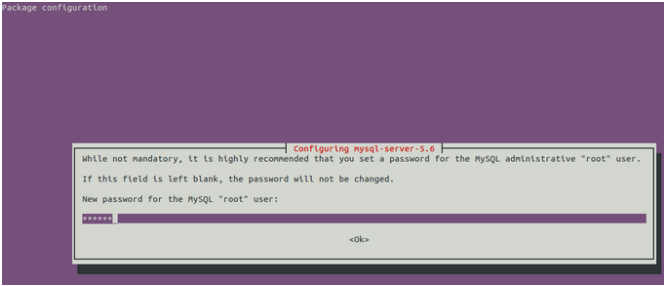 Package configuration
Configuring mysql-server-5.6
While not mandatory, it is highly recommended that you set a password for the MySQL administrative "root" user.
If this field is left blank, the password will not be changed.
New password for the MySQL "root" user:
******
<Ok>